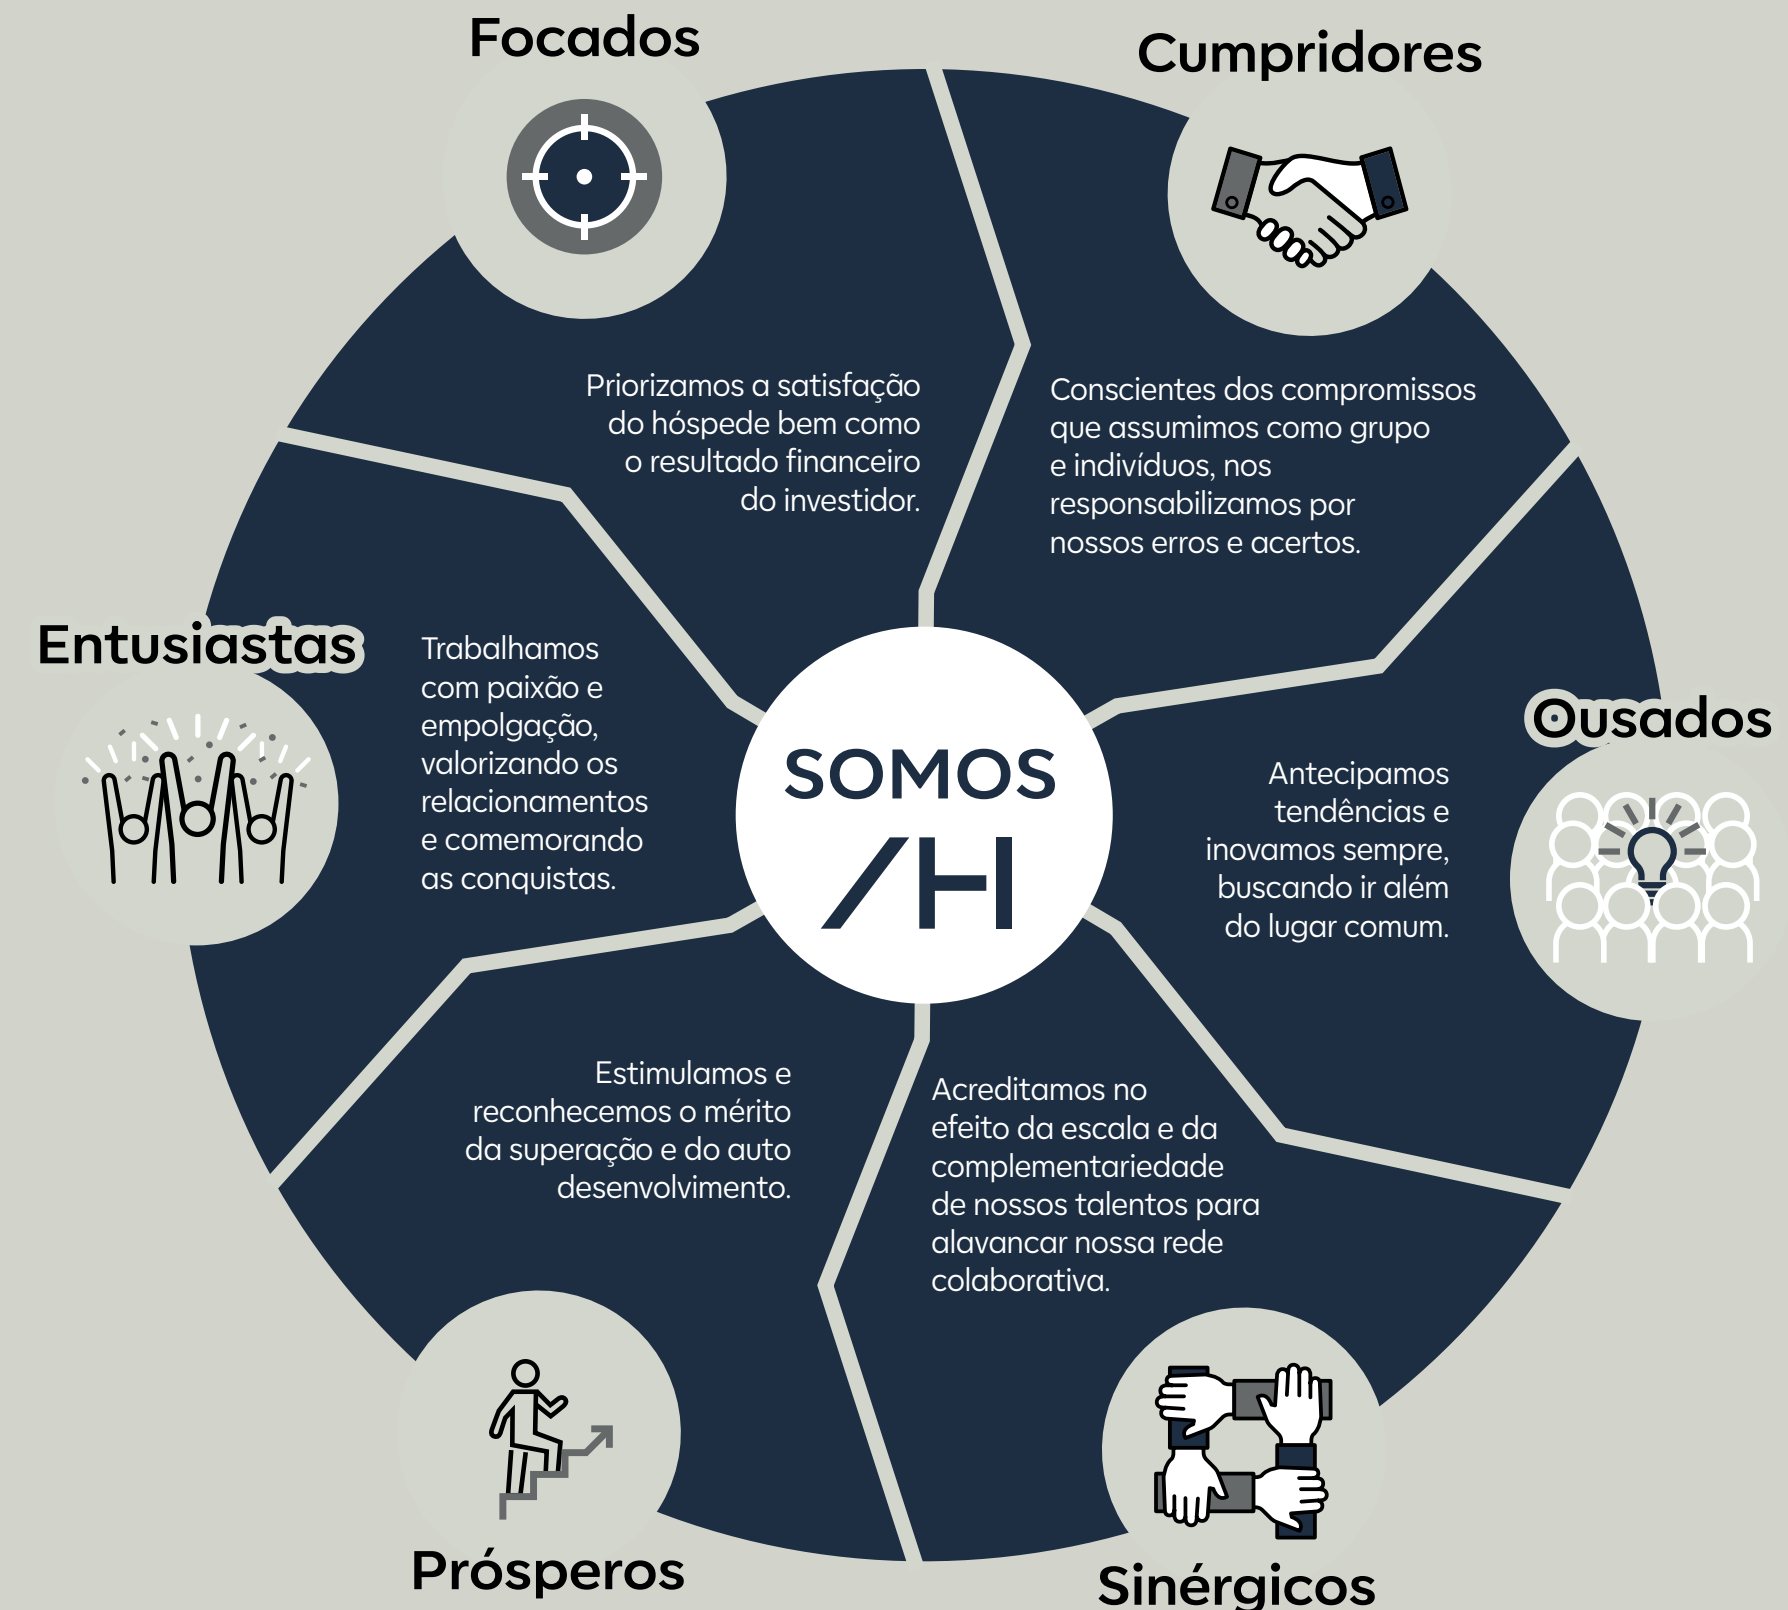 Focados
Priorizamos a satisfação
do hóspede bem como
o resultado financeiro
do investidor.
Cumpridores
Conscientes dos compromissos
que assumimos como grupo
e indivíduos, nos
responsabilizamos por
nossos erros e acertos.
Entusiastas
Trabalhamos
com paixão e
empolgação,
valorizando os
relacionamentos
e comemorando
as conquistas.
SOMOS
/H
Ousados
Antecipamos
tendências e
inovamos sempre,
buscando ir além
do lugar comum.
Estimulamos e
reconhecemos o mérito
da superação e do auto
desenvolvimento.
Prósperos
Acreditamos no
efeito da escala e da
complementariedade
de nossos talentos para
alavancar nossa rede
colaborativa.
Sinérgicos